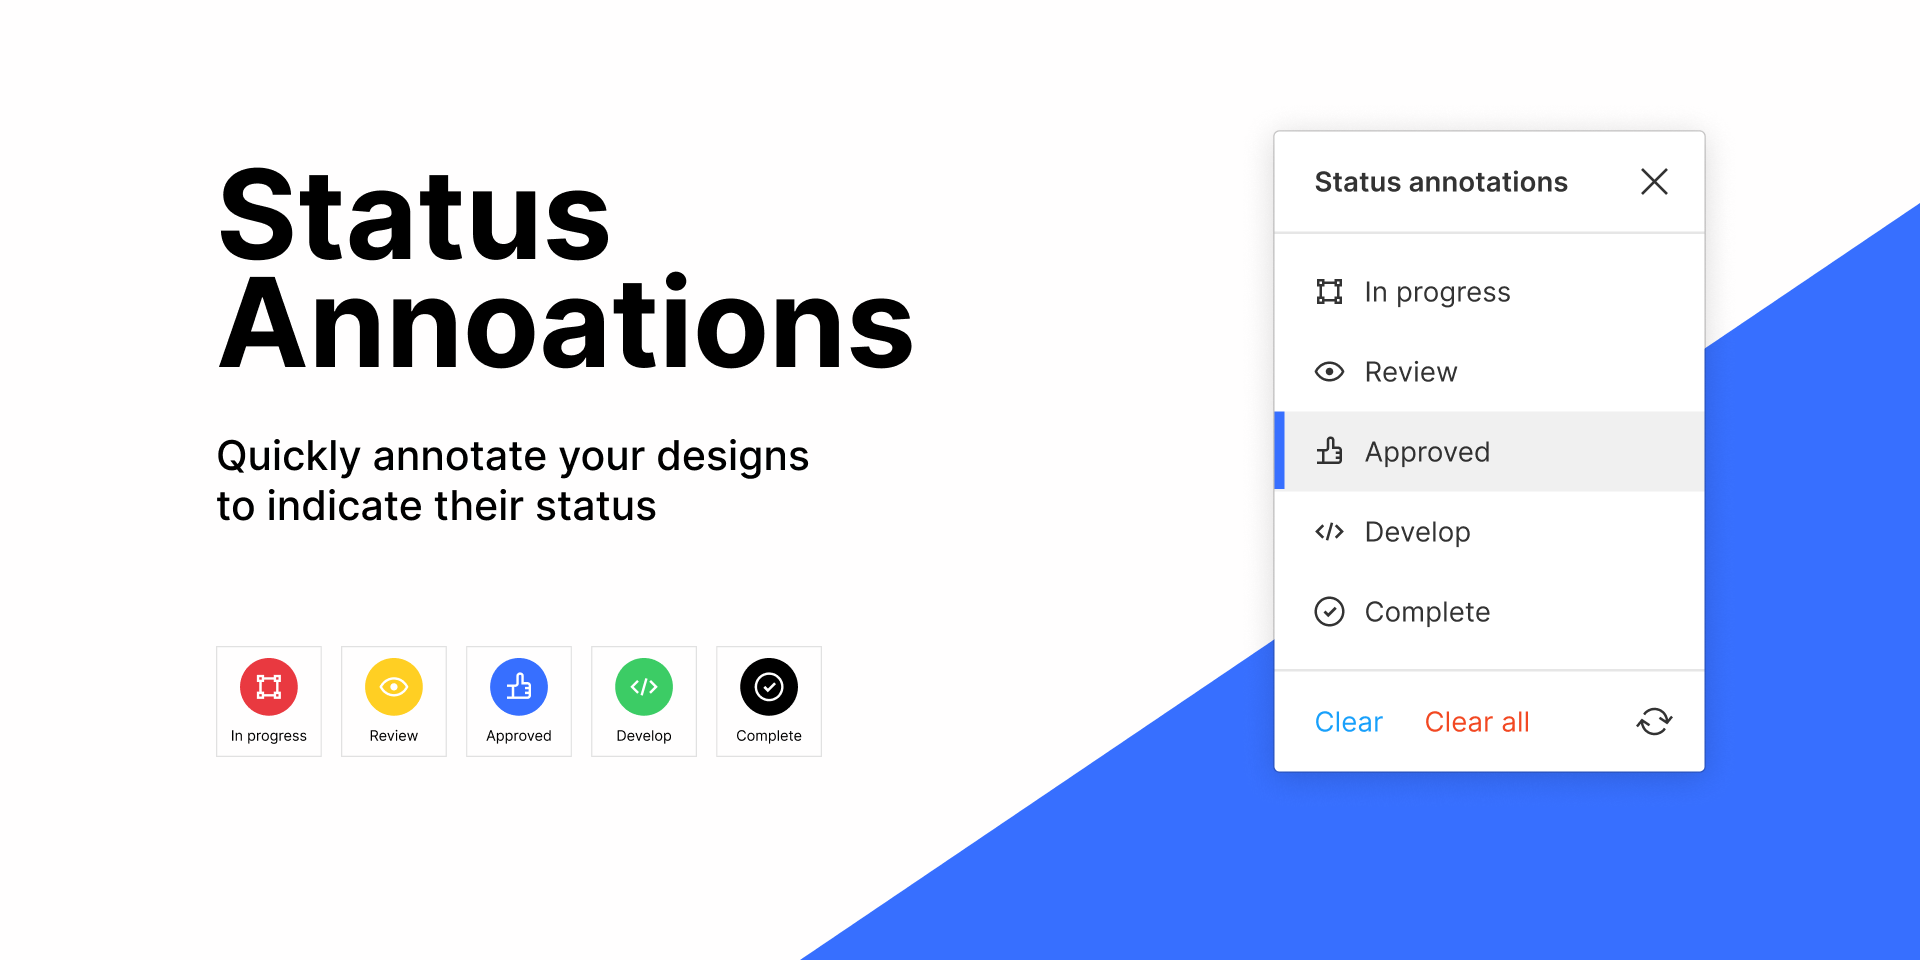 Status
Annoations
Quickly annotate your designs
to indicate their status
In progress
Review
Approved
Develop
Complete
Status annotations
In progress
Review
Approved
Develop
Complete
Clear
Clear all